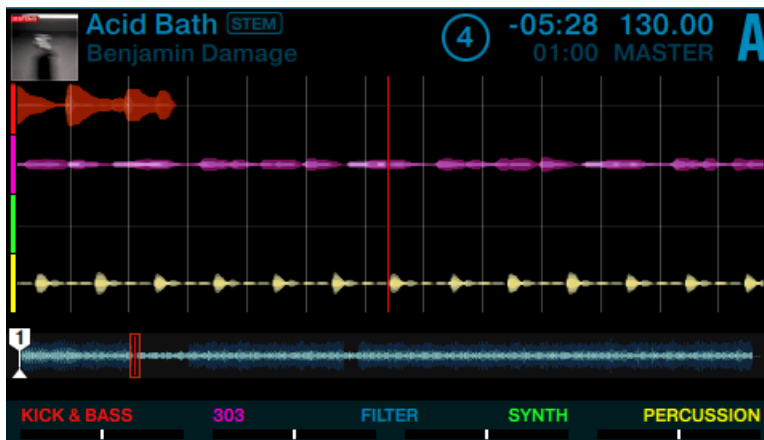 Acid Bath STEM
Benjamin Damage
4
-05:28 130.00
01:00 MASTER
A
1
KICK & BASS 303 FILTER SYNTH PERCUSSION